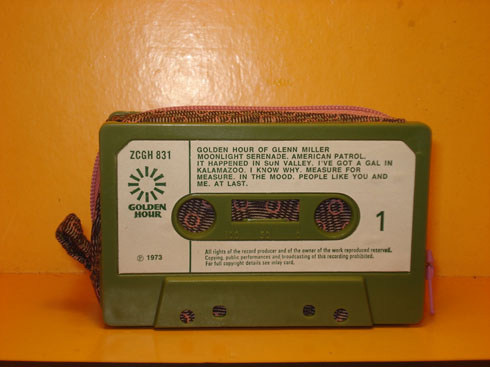 ZCGH 831
GOLDEN HOUR
GOLDEN HOUR OF GLENN MILLER
MOONLIGHT SERENADE. AMERICAN PATROL.
IT HAPPENED IN SUN VALLEY. I'VE GOT A GAL IN
KALAMAZOO. I KNOW WHY. MEASURE FOR
MEASURE. IN THE MOOD. PEOPLE LIKE YOU AND
ME. AT LAST.
1
℗ 1973
All rights of the record producer and of the owner of the work reproduced reserved.
Copying, public performances and broadcasting of this recording prohibited.
For full copyright details see inlay card.